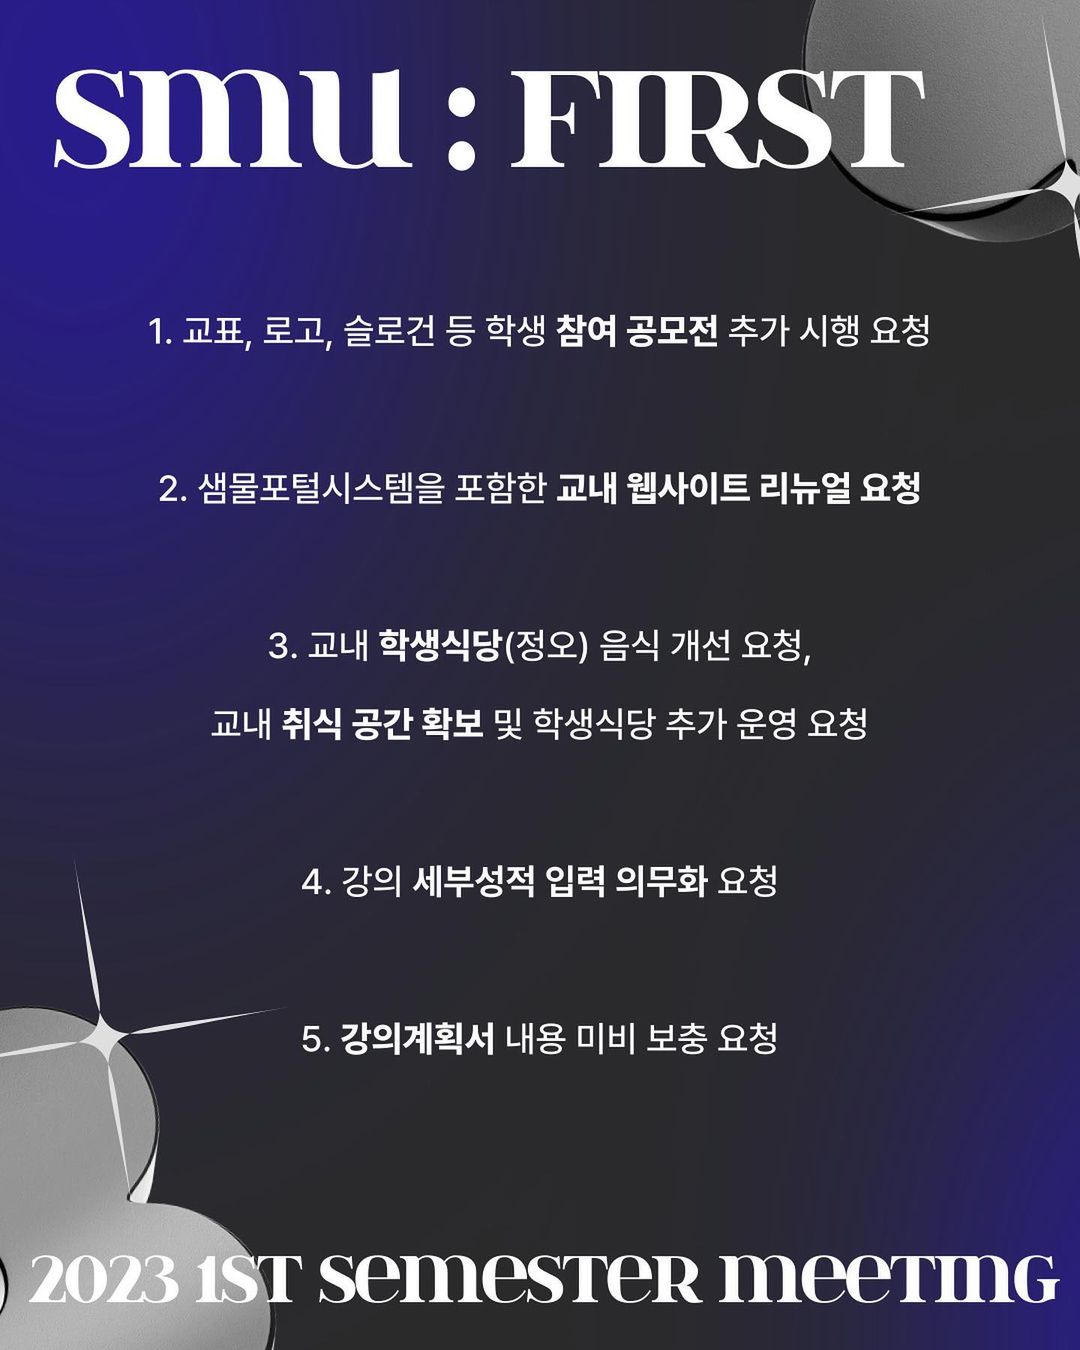 smu : FIRST
1. 교표, 로고, 슬로건 등 학생 참여 공모전 추가 시행 요청
2. 샘물포털시스템을 포함한 교내 웹사이트 리뉴얼 요청
3. 교내 학생식당(정오) 음식 개선 요청,
교내 취식 공간 확보 및 학생식당 추가 운영 요청
4. 강의 세부성적 입력 의무화 요청
5. 강의계획서 내용 미비 보충 요청
2023 1ST SemeSTeR meeTInG